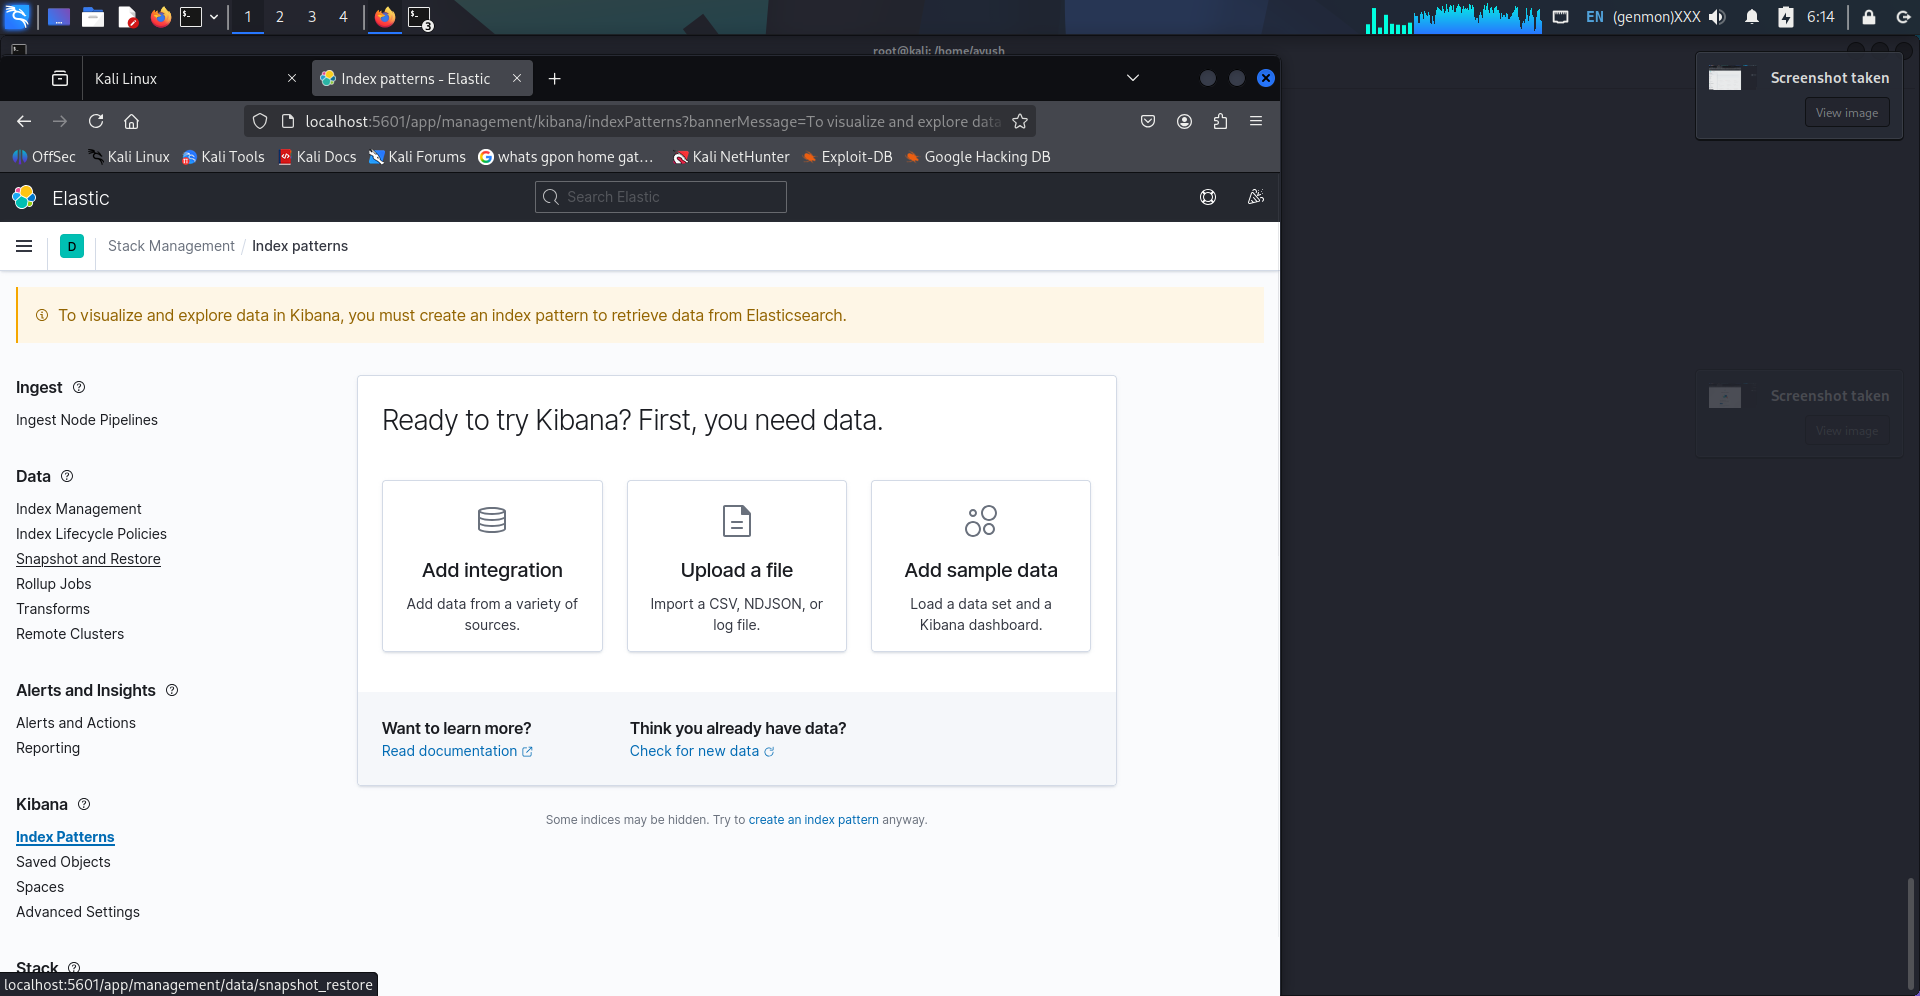 1 2 3 4
3
EN (genmon)XXX 6:14
root@kali: /home/ayush
Kali Linux
Index patterns - Elastic
Screenshot taken
View image
localhost:5601/app/management/kibana/indexPatterns?bannerMessage=To visualize and explore data
OffSec Kali Linux Kali Tools Kali Docs Kali Forums whats gpon home gat… Kali NetHunter Exploit-DB Google Hacking DB
Elastic
Search Elastic
D
Stack Management / Index patterns
To visualize and explore data in Kibana, you must create an index pattern to retrieve data from Elasticsearch.
Ingest
Ingest Node Pipelines
Data
Index Management
Index Lifecycle Policies
Snapshot and Restore
Rollup Jobs
Transforms
Remote Clusters
Alerts and Insights
Alerts and Actions
Reporting
Kibana
Index Patterns
Saved Objects
Spaces
Advanced Settings
Stack
Ready to try Kibana? First, you need data.
Add integration
Add data from a variety of
sources.
Upload a file
Import a CSV, NDJSON, or
log file.
Add sample data
Load a data set and a
Kibana dashboard.
Want to learn more?
Read documentation
Think you already have data?
Check for new data
Some indices may be hidden. Try to create an index pattern anyway.
Screenshot taken
View image
localhost:5601/app/management/data/snapshot_restore